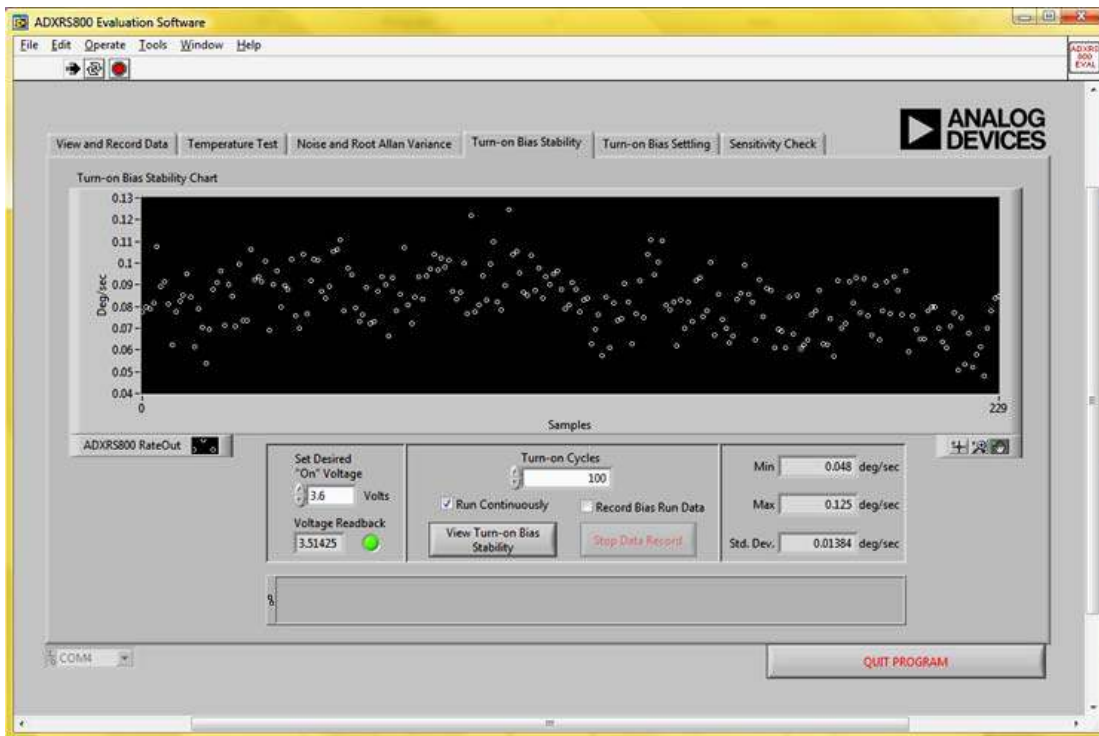 ADXRS800 Evaluation Software
File Edit Operate Tools Window Help
ADXRS
800
EVAL
ANALOG
DEVICES
View and Record Data Temperature Test Noise and Root Allan Variance Turn-on Bias Stability Turn-on Bias Settling Sensitivity Check
Turn-on Bias Stability Chart
0.13
0.12
0.11
0.1
0.09
0.08
0.07
0.06
0.05
0.04
Deg/sec
0 229
Samples
ADXRS800 RateOut
Set Desired
"On" Voltage
3.6 Volts
Voltage Readback
3.51425
Turn-on Cycles
100
Run Continuously Record Bias Run Data
View Turn-on Bias
Stability
Stop Data Record
Min 0.048 deg/sec
Max 0.125 deg/sec
Std. Dev. 0.01384 deg/sec
COM4
QUIT PROGRAM